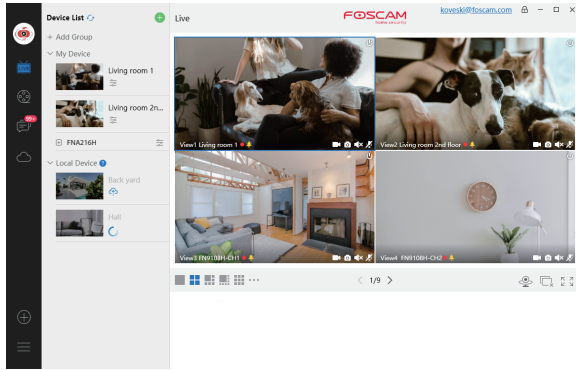 Device List
Live
FOSCAM
home security
koveski@foscam.com
+ Add Group
My Device
Living room 1
Living room 2n...
99+
FNA216H
Local Device
Back yard
Hall
View1 Living room 1
View2 Living room 2nd floor
View3 FN9108H-CH1
View4 FN9108H-CH2
1/9